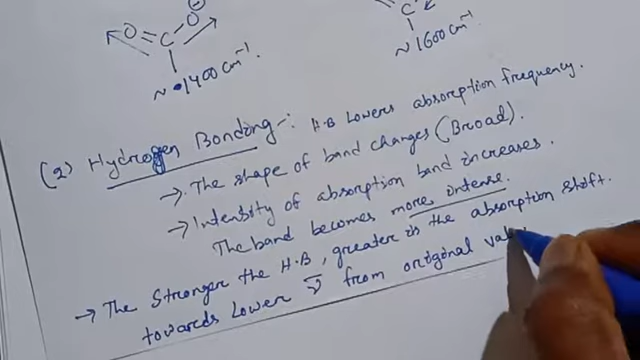 O=C-O ⊖
~1400 cm⁻¹.
C
~1600 cm⁻¹.
(2) Hydrogen Bonding -: H·B Lowers absorption frequency.
→ The shape of band changes (Broad).
→ Intensity of absorption band increases.
The band becomes more intense.
→ The Stronger the H.B, greater is the absorption shift.
towards Lower ν̅ from original